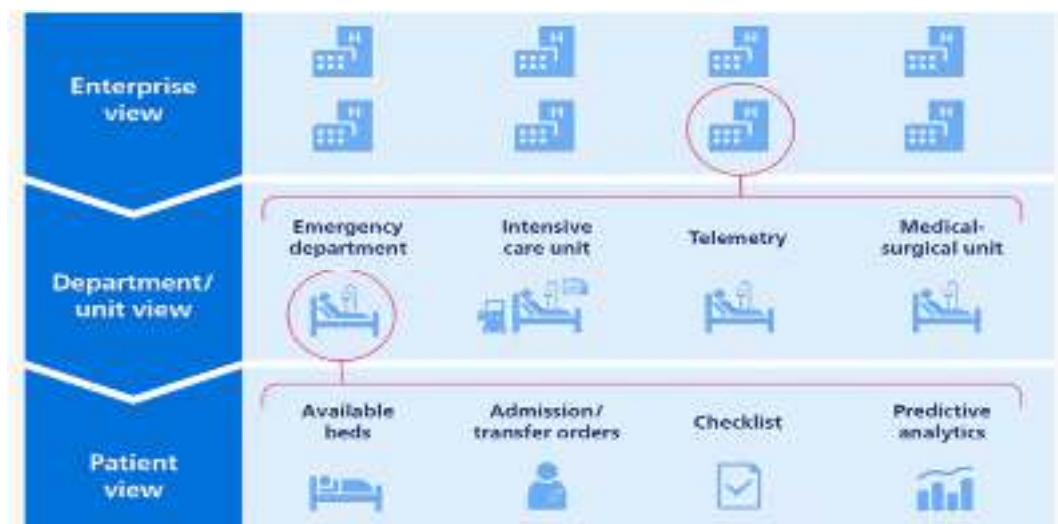 Enterprise
view
Emergency
department
Intensive
care unit
Telemetry
Medical-
surgical unit
Department/
unit view
Available
beds
Admission/
transfer orders
Checklist
Predictive
analytics
Patient
view